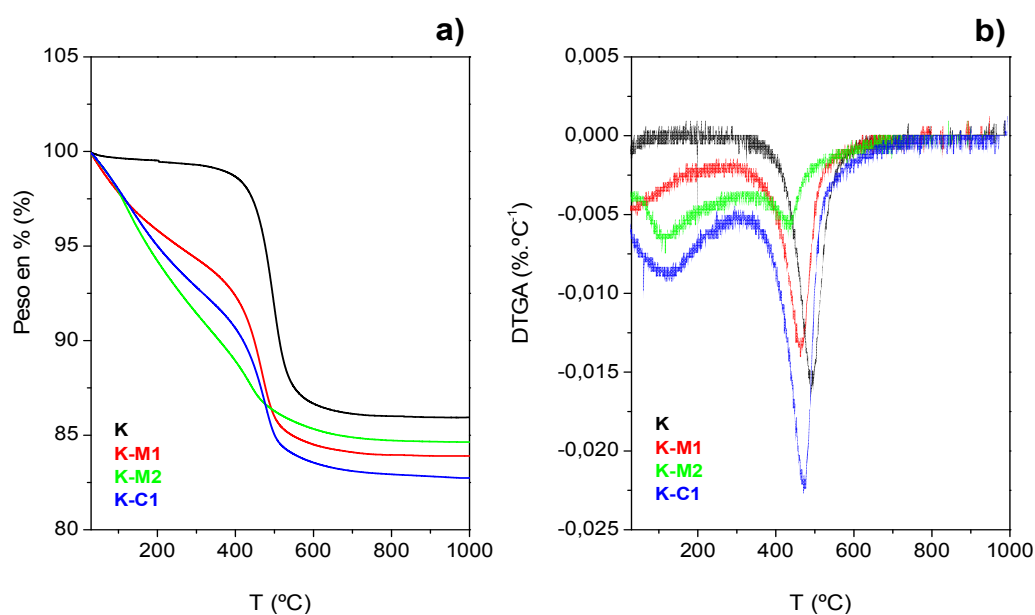 a)
105
100
95
90
85
80
Peso en % (%)
K
K-M1
K-M2
K-C1
200
400
600
800
1000
T (ºC)
b)
0,005
0,000
-0,005
-0,010
-0,015
-0,020
-0,025
DTGA (%.ºC-1)
K
K-M1
K-M2
K-C1
200
400
600
800
1000
T (ºC)